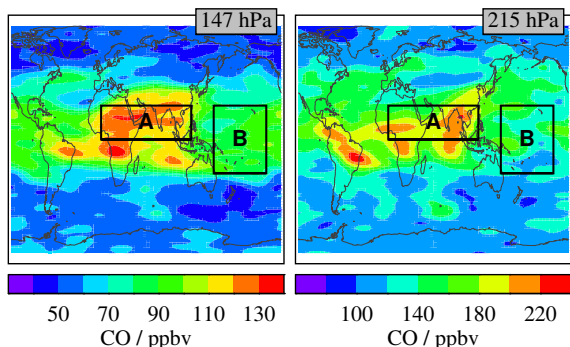 147 hPa
215 hPa
A
B
A
B
50 70 90 110 130
100 140 180 220
CO / ppbv
CO / ppbv